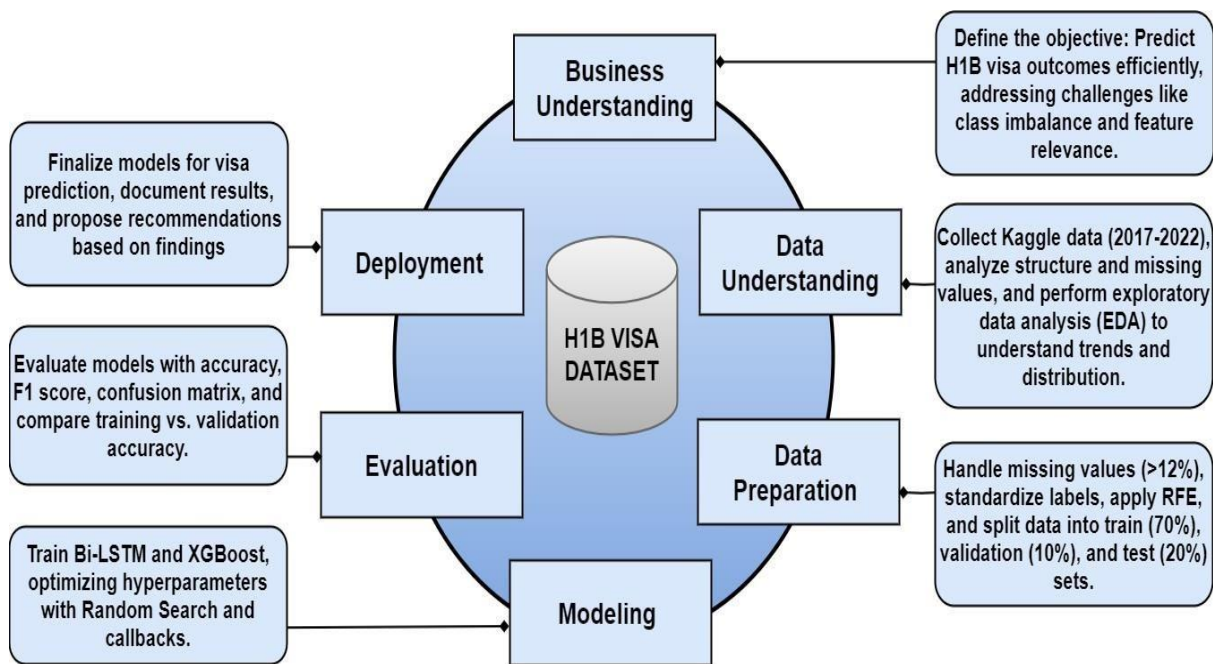 Business
Understanding
Define the objective: Predict
H1B visa outcomes efficiently,
addressing challenges like
class imbalance and feature
relevance.
Finalize models for visa
prediction, document results,
and propose recommendations
based on findings
Deployment
Data
Understanding
Collect Kaggle data (2017-2022),
analyze structure and missing
values, and perform exploratory
data analysis (EDA) to
understand trends and
distribution.
H1B VISA
DATASET
Evaluate models with accuracy,
F1 score, confusion matrix, and
compare training vs. validation
accuracy.
Evaluation
Data
Preparation
Handle missing values (>12%),
standardize labels, apply RFE,
and split data into train (70%),
validation (10%), and test (20%)
sets.
Train Bi-LSTM and XGBoost,
optimizing hyperparameters
with Random Search and
callbacks.
Modeling